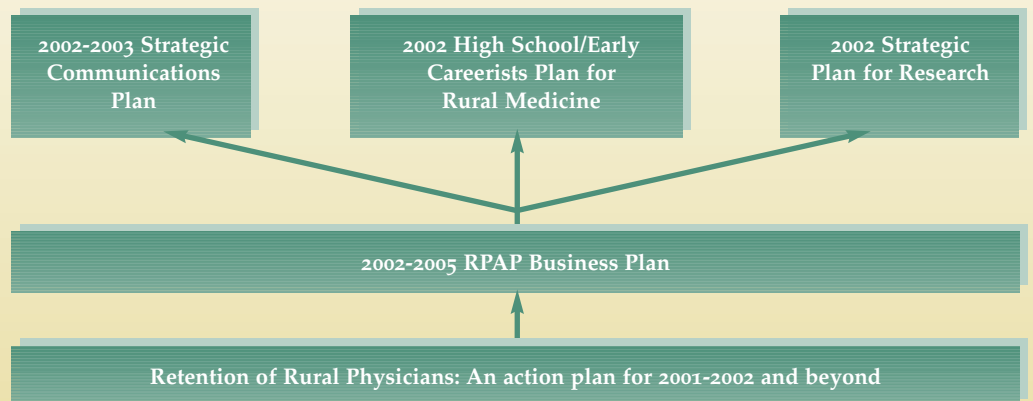 2002-2003 Strategic
Communications
Plan
2002 High School/Early
Careerists Plan for
Rural Medicine
2002 Strategic
Plan for Research
2002-2005 RPAP Business Plan
Retention of Rural Physicians: An action plan for 2001-2002 and beyond